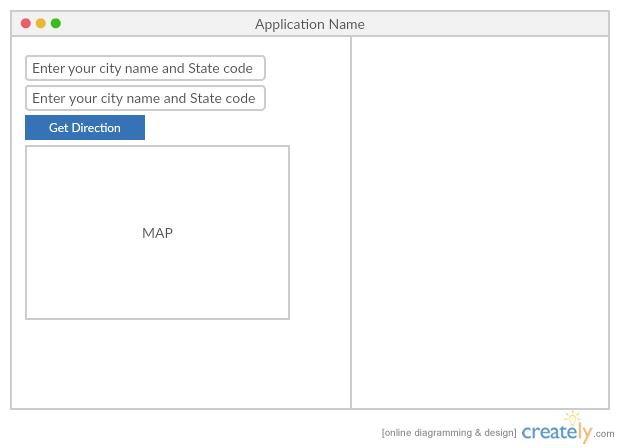 Application Name
Enter your city name and State code
Enter your city name and State code
Get Direction
MAP
[online diagramming & design] creately.com